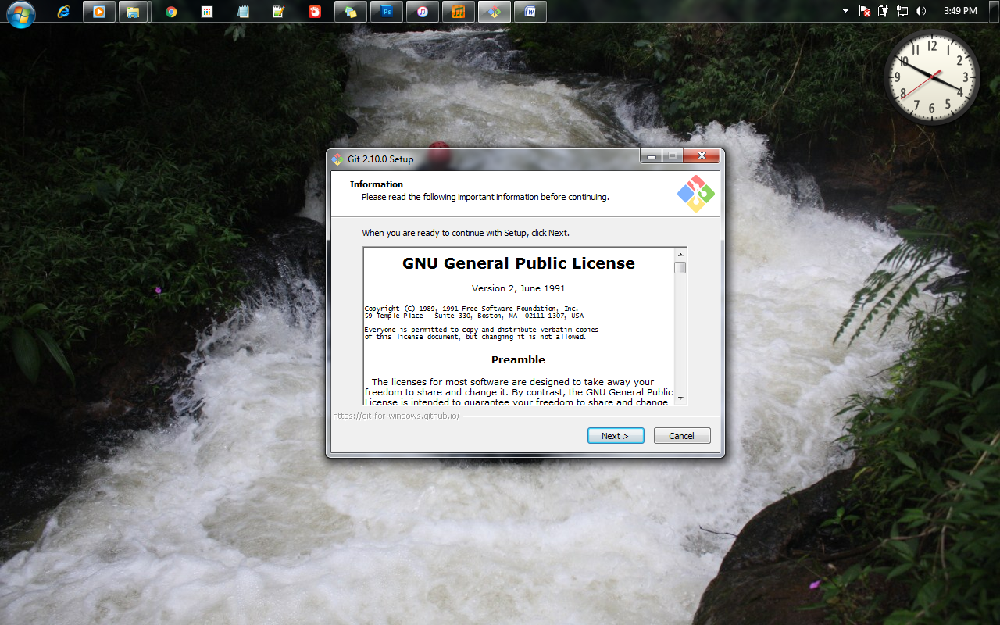 Ps
W
3:49 PM
12
1
2
3
4
5
6
7
8
9
10
11
Git 2.10.0 Setup
Information
Please read the following important information before continuing.
When you are ready to continue with Setup, click Next.
GNU General Public License
Version 2, June 1991
Copyright (C) 1989, 1991 Free Software Foundation, Inc.
59 Temple Place - Suite 330, Boston, MA  02111-1307, USA
Everyone is permitted to copy and distribute verbatim copies
of this license document, but changing it is not allowed.
Preamble
The licenses for most software are designed to take away your
freedom to share and change it. By contrast, the GNU General Public
License is intended to guarantee your freedom to share and change
https://git-for-windows.github.io/
Next >
Cancel